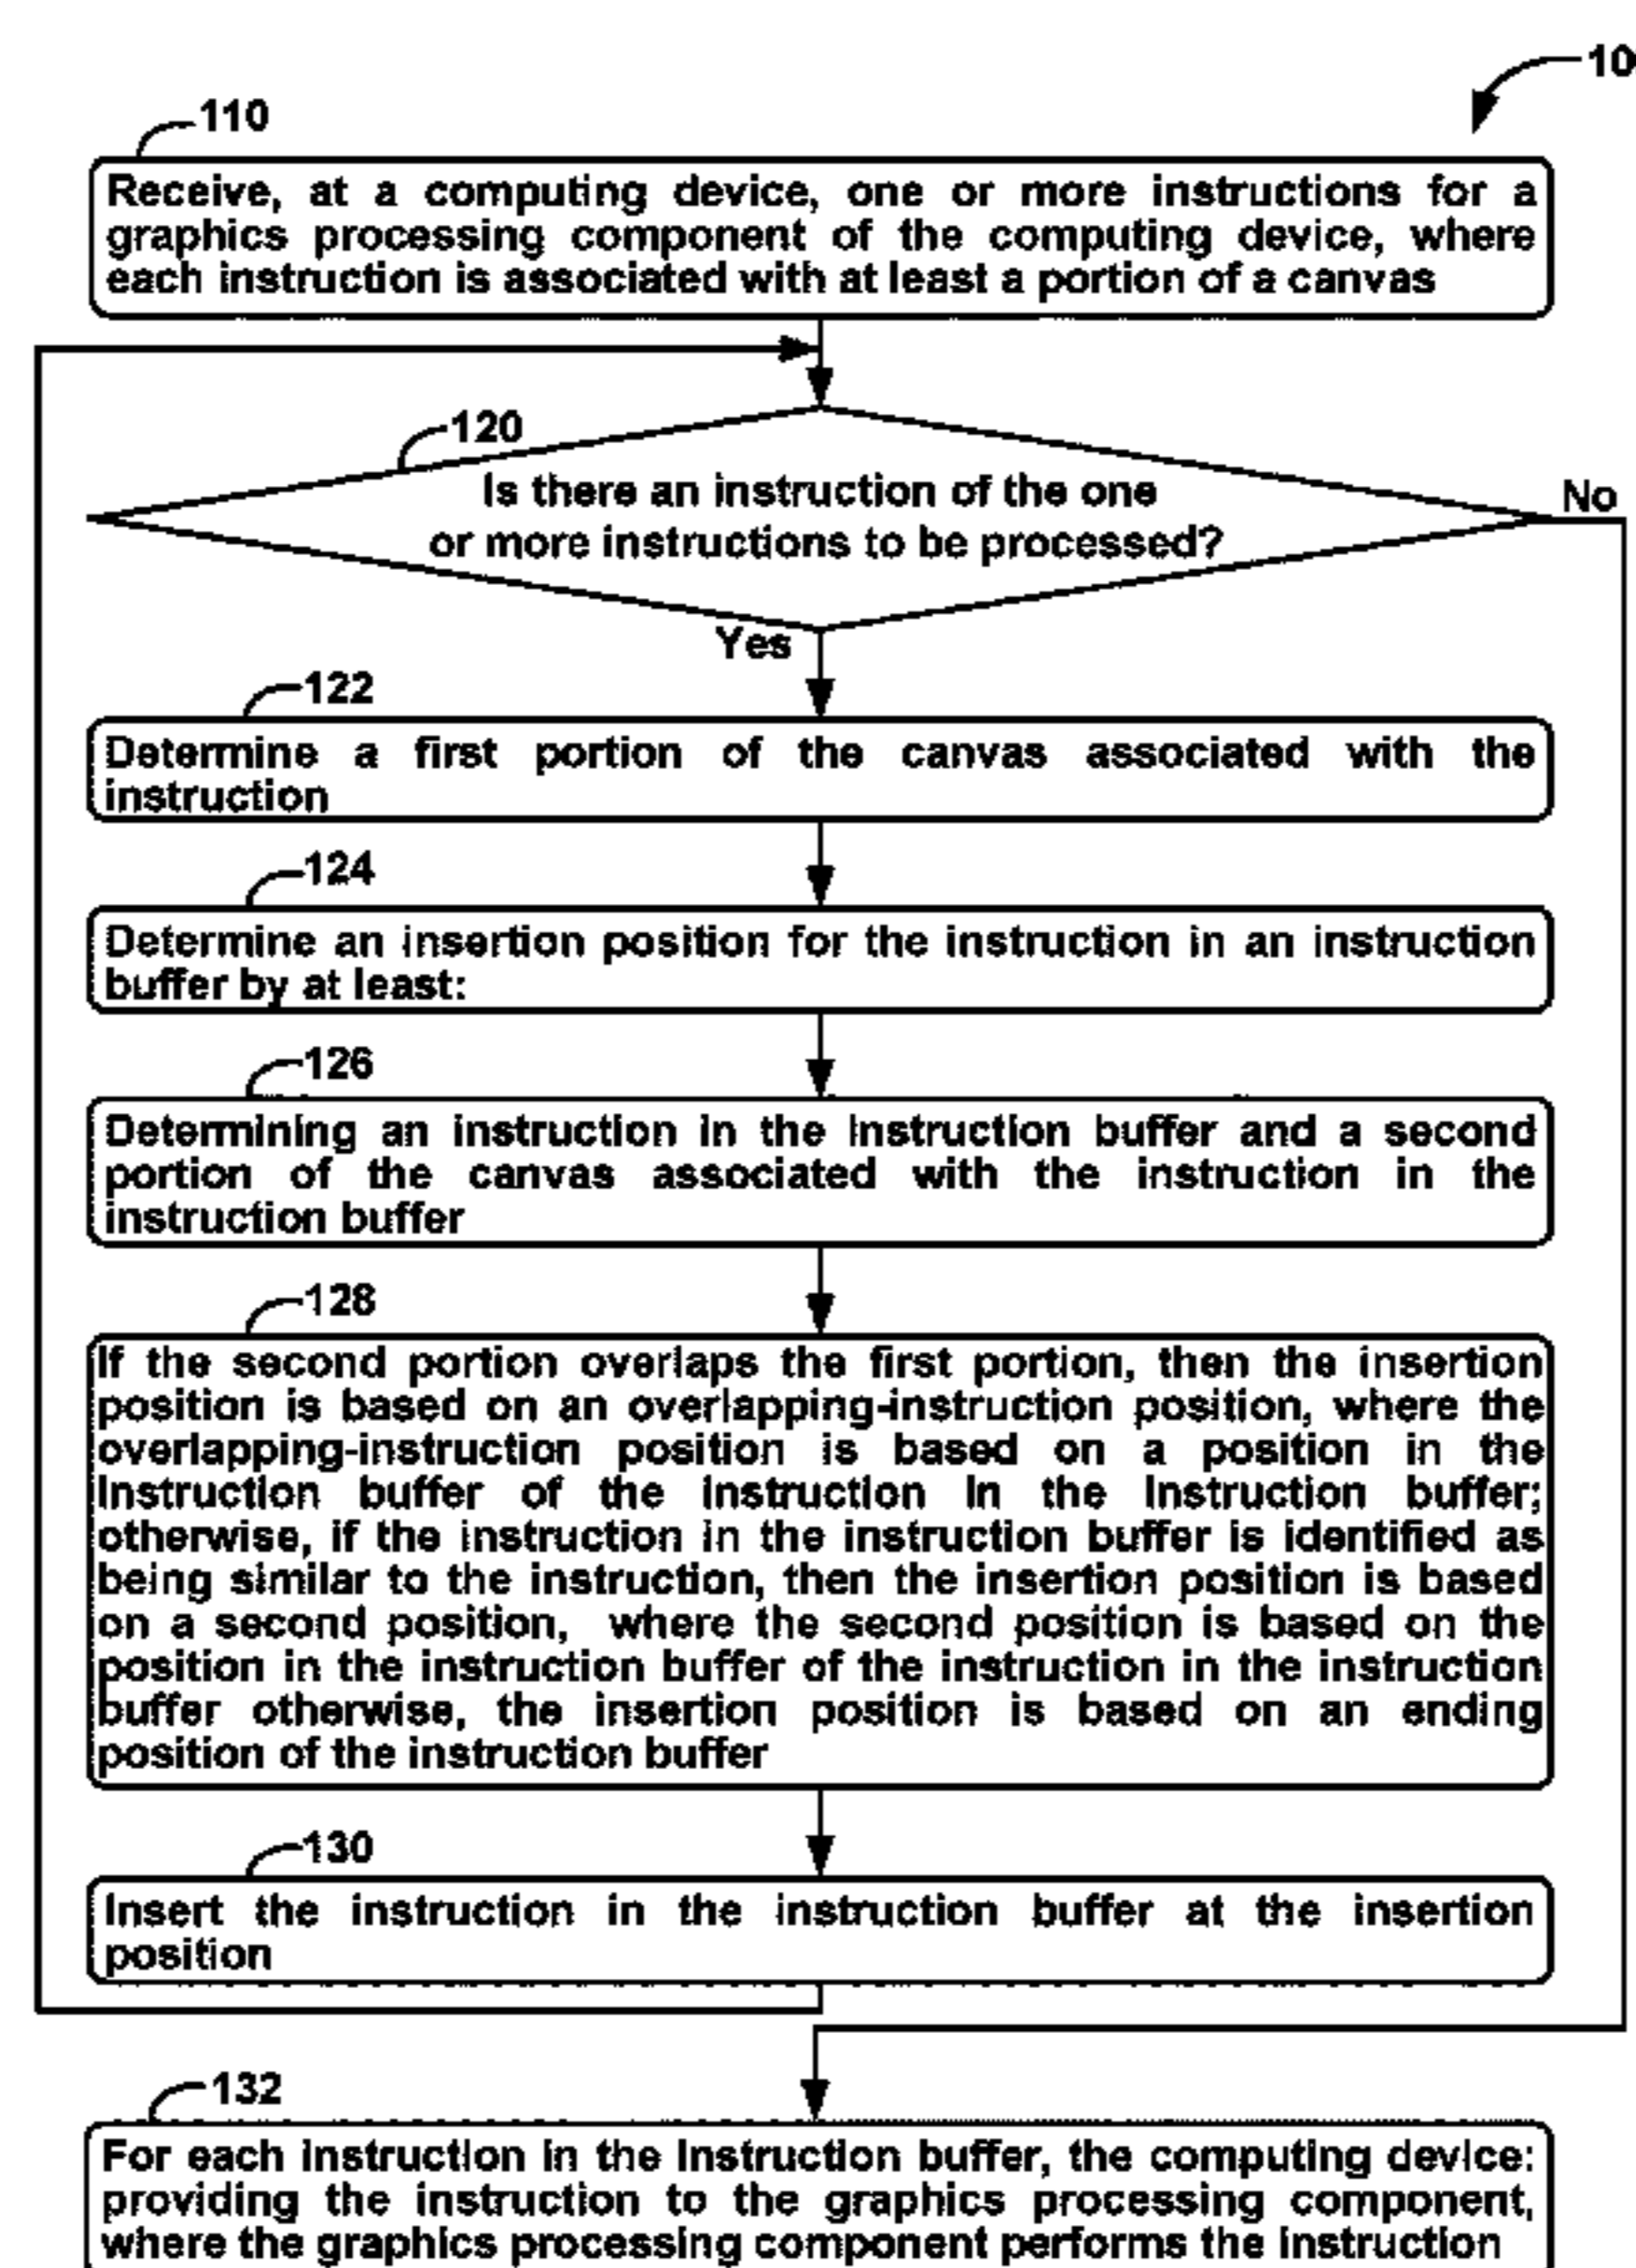 10
110
Receive, at a computing device, one or more instructions for a
graphics processing component of the computing device, where
each instruction is associated with at least a portion of a canvas
120
Is there an instruction of the one
or more instructions to be processed?
No
Yes
122
Determine a first portion of the canvas associated with the
instruction
124
Determine an insertion position for the instruction in an instruction
buffer by at least:
126
Determining an instruction in the instruction buffer and a second
portion of the canvas associated with the instruction in the
instruction buffer
128
If the second portion overlaps the first portion, then the insertion
position is based on an overlapping-instruction position, where the
overlapping-instruction position is based on a position in the
instruction buffer of the instruction in the instruction buffer;
otherwise, if the instruction in the instruction buffer is identified as
being similar to the instruction, then the insertion position is based
on a second position, where the second position is based on the
position in the instruction buffer of the instruction in the instruction
buffer otherwise, the insertion position is based on an ending
position of the instruction buffer
130
Insert the instruction in the instruction buffer at the insertion
position
132
For each instruction in the instruction buffer, the computing device:
providing the instruction to the graphics processing component,
where the graphics processing component performs the instruction